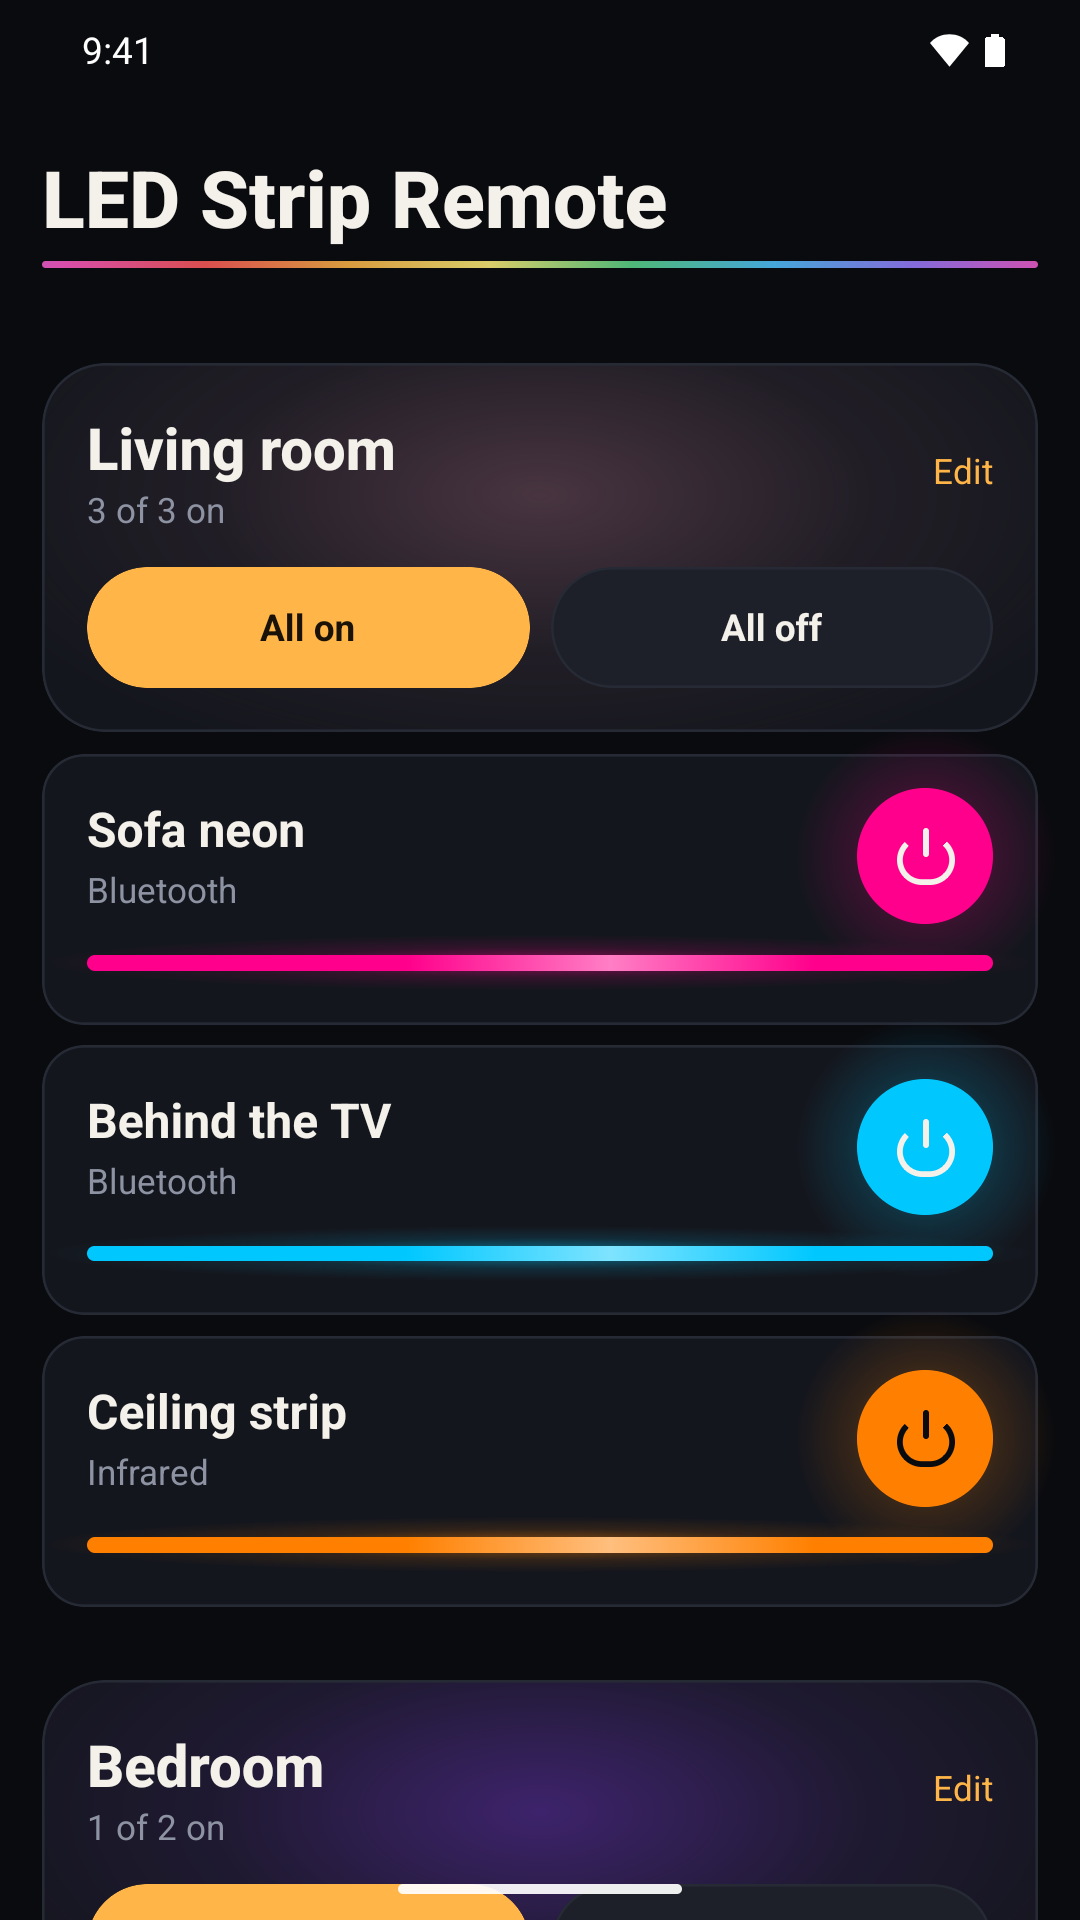 9:41
LED Strip Remote
Living room
3 of 3 on
Edit
All on
All off
Sofa neon
Bluetooth
Behind the TV
Bluetooth
Ceiling strip
Infrared
Bedroom
1 of 2 on
Edit